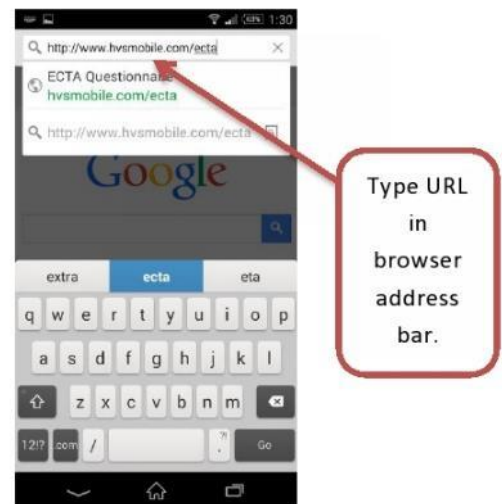 63% 1:30
http://www.hvsmobile.com/ecta
ECTA Questionnaire
hvsmobile.com/ecta
http://www.hvsmobile.com/ecta
Google
extra ecta eta
q w e r t y u i o p
a s d f g h j k l
z x c v b n m
12!? .com / ?! . Go
Type URL
in
browser
address
bar.